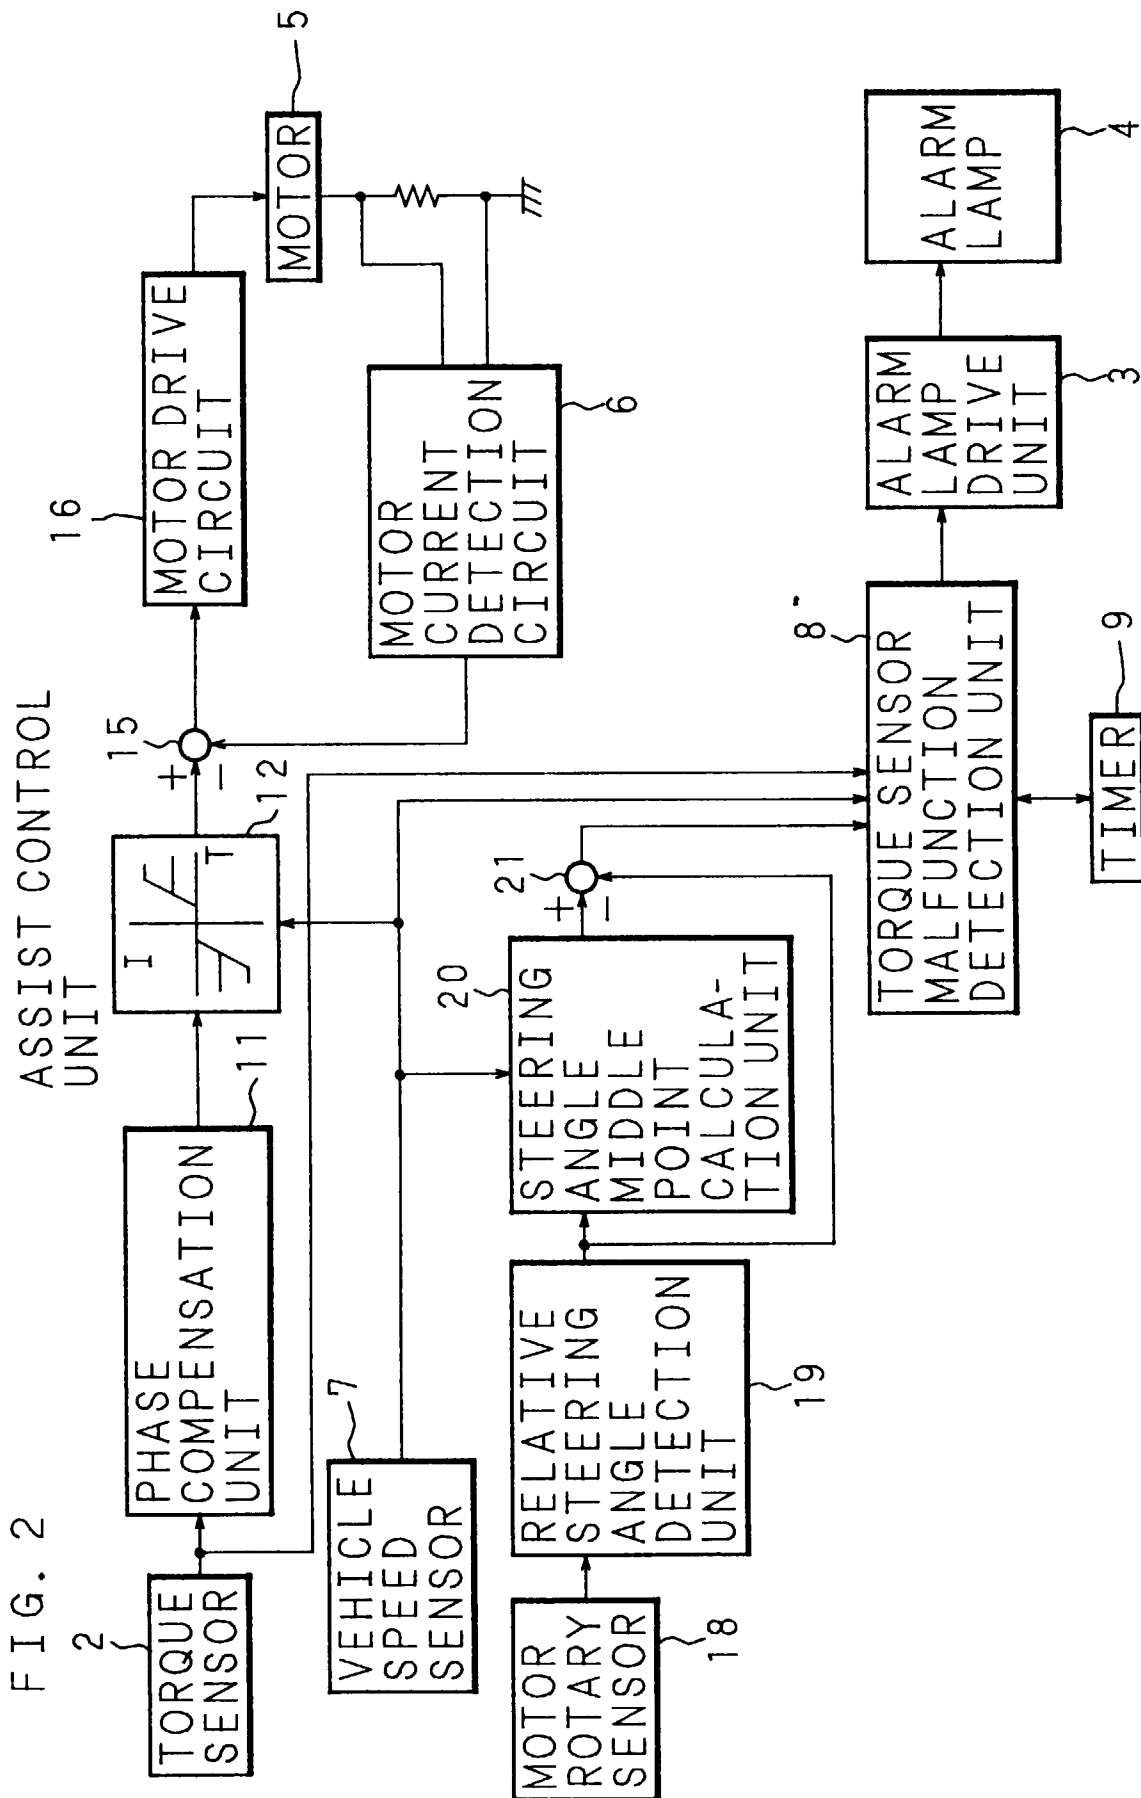 FIG. 2
ASSIST CONTROL
UNIT
2
TORQUE
SENSOR
PHASE
COMPENSATION
UNIT
11
I
T
12
+
−
15
16
MOTOR DRIVE
CIRCUIT
MOTOR
5
MOTOR
CURRENT
DETECTION
CIRCUIT
6
7
VEHICLE
SPEED
SENSOR
MOTOR
ROTARY
SENSOR
18
RELATIVE
STEERING
ANGLE
DETECTION
UNIT
19
20
STEERING
ANGLE
MIDDLE
POINT
CALCULA-
TION UNIT
21
+
−
8
TORQUE SENSOR
MALFUNCTION
DETECTION UNIT
TIMER
9
ALARM
LAMP
DRIVE
UNIT
3
ALARM
LAMP
4